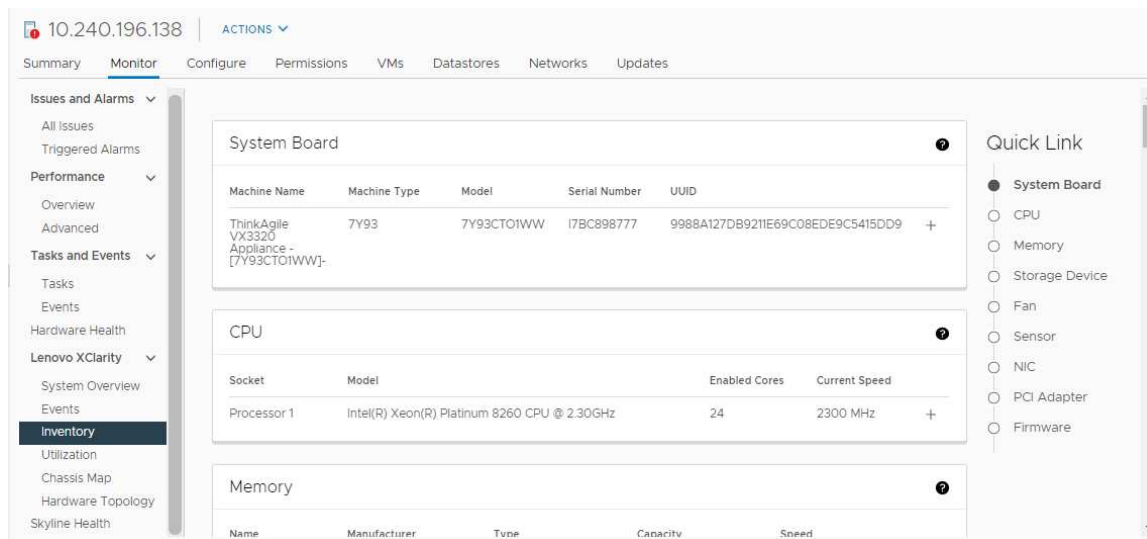 10.240.196.138 ACTIONS
Summary Monitor Configure Permissions VMs Datastores Networks Updates
Issues and Alarms
All Issues
Triggered Alarms
Performance
Overview
Advanced
Tasks and Events
Tasks
Events
Hardware Health
Lenovo XClarity
System Overview
Events
Inventory
Utilization
Chassis Map
Hardware Topology
Skyline Health
System Board
Machine Name Machine Type Model Serial Number UUID
ThinkAgile 7Y93 7Y93CTO1WW I7BC898777 9988A127DB9211E69C08EDE9C5415DD9 +
VX3320
Appliance -
[7Y93CTO1WW]-
CPU
Socket Model Enabled Cores Current Speed
Processor 1 Intel(R) Xeon(R) Platinum 8260 CPU @ 2.30GHz 24 2300 MHz +
Memory
Name Manufacturer Type Capacity Speed
Quick Link
System Board
CPU
Memory
Storage Device
Fan
Sensor
NIC
PCI Adapter
Firmware